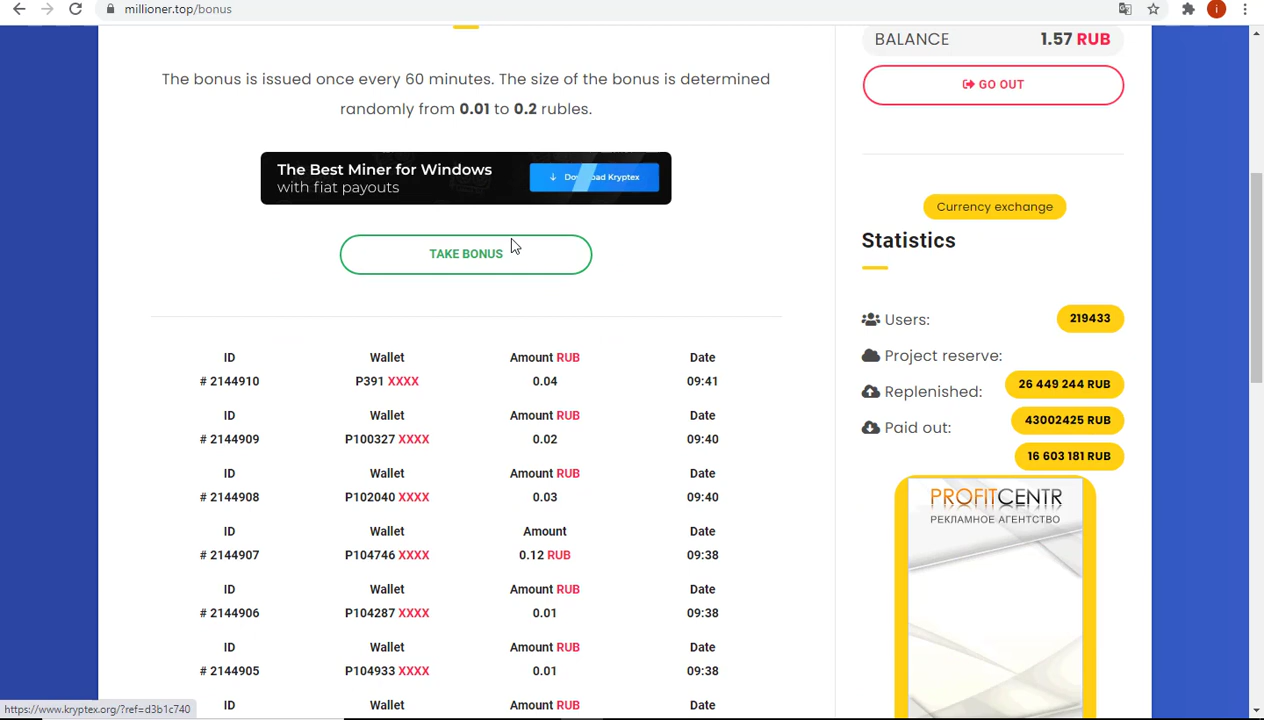 millioner.top/bonus
i
The bonus is issued once every 60 minutes. The size of the bonus is determined
randomly from 0.01 to 0.2 rubles.
The Best Miner for Windows
with fiat payouts
Download Kryptex
TAKE BONUS
ID Wallet Amount RUB Date
# 2144910 P391 XXXX 0.04 09:41
ID Wallet Amount RUB Date
# 2144909 P100327 XXXX 0.02 09:40
ID Wallet Amount RUB Date
# 2144908 P102040 XXXX 0.03 09:40
ID Wallet Amount Date
# 2144907 P104746 XXXX 0.12 RUB 09:38
ID Wallet Amount RUB Date
# 2144906 P104287 XXXX 0.01 09:38
ID Wallet Amount RUB Date
# 2144905 P104933 XXXX 0.01 09:38
ID Wallet Amount RUB Date
BALANCE 1.57 RUB
GO OUT
Currency exchange
Statistics
Users: 219433
Project reserve:
26 449 244 RUB
Replenished:
43002425 RUB
Paid out:
16 603 181 RUB
PROFITCENTR
РЕКЛАМНОЕ АГЕНТСТВО
https://www.kryptex.org/?ref=d3b1c740